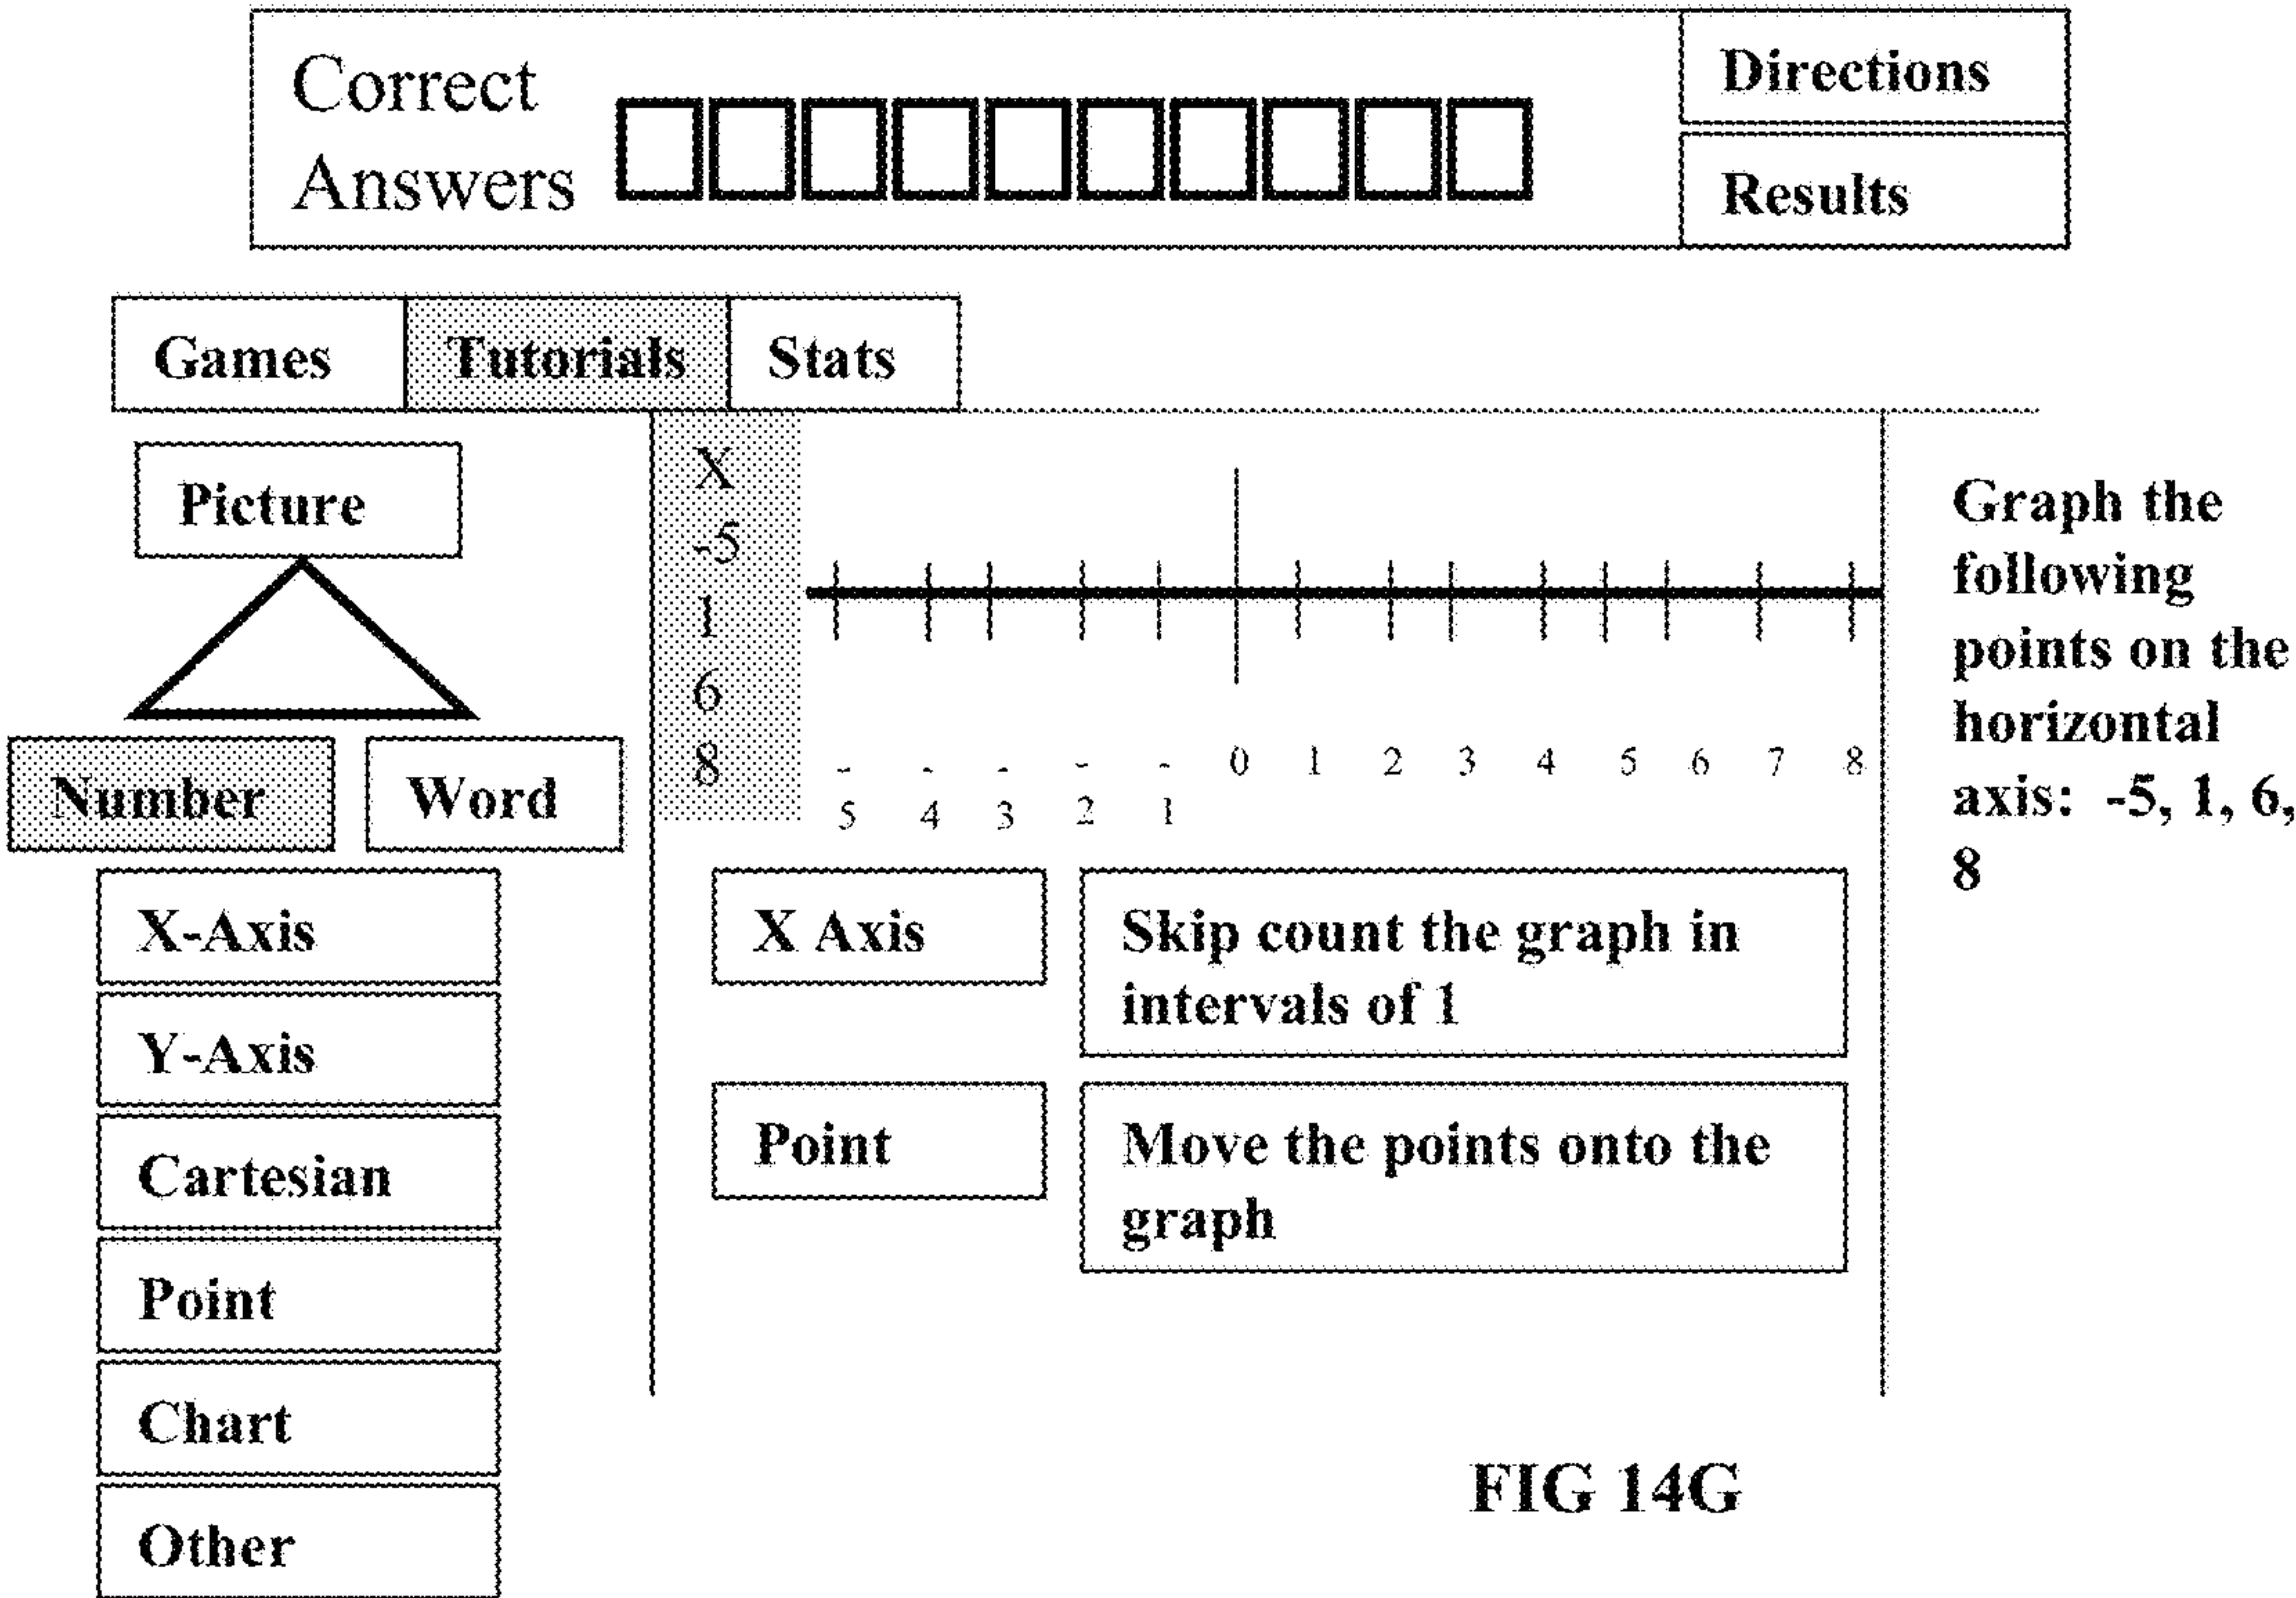 Correct
Answers
Directions
Results
Games Tutorials Stats
Picture
Number Word
X-Axis
Y-Axis
Cartesian
Point
Chart
Other
X
-5
1
6
8
-5 -4 -3 -2 -1 0 1 2 3 4 5 6 7 8
X Axis
Skip count the graph in
intervals of 1
Point
Move the points onto the
graph
Graph the
following
points on the
horizontal
axis: -5, 1, 6,
8
FIG 14G